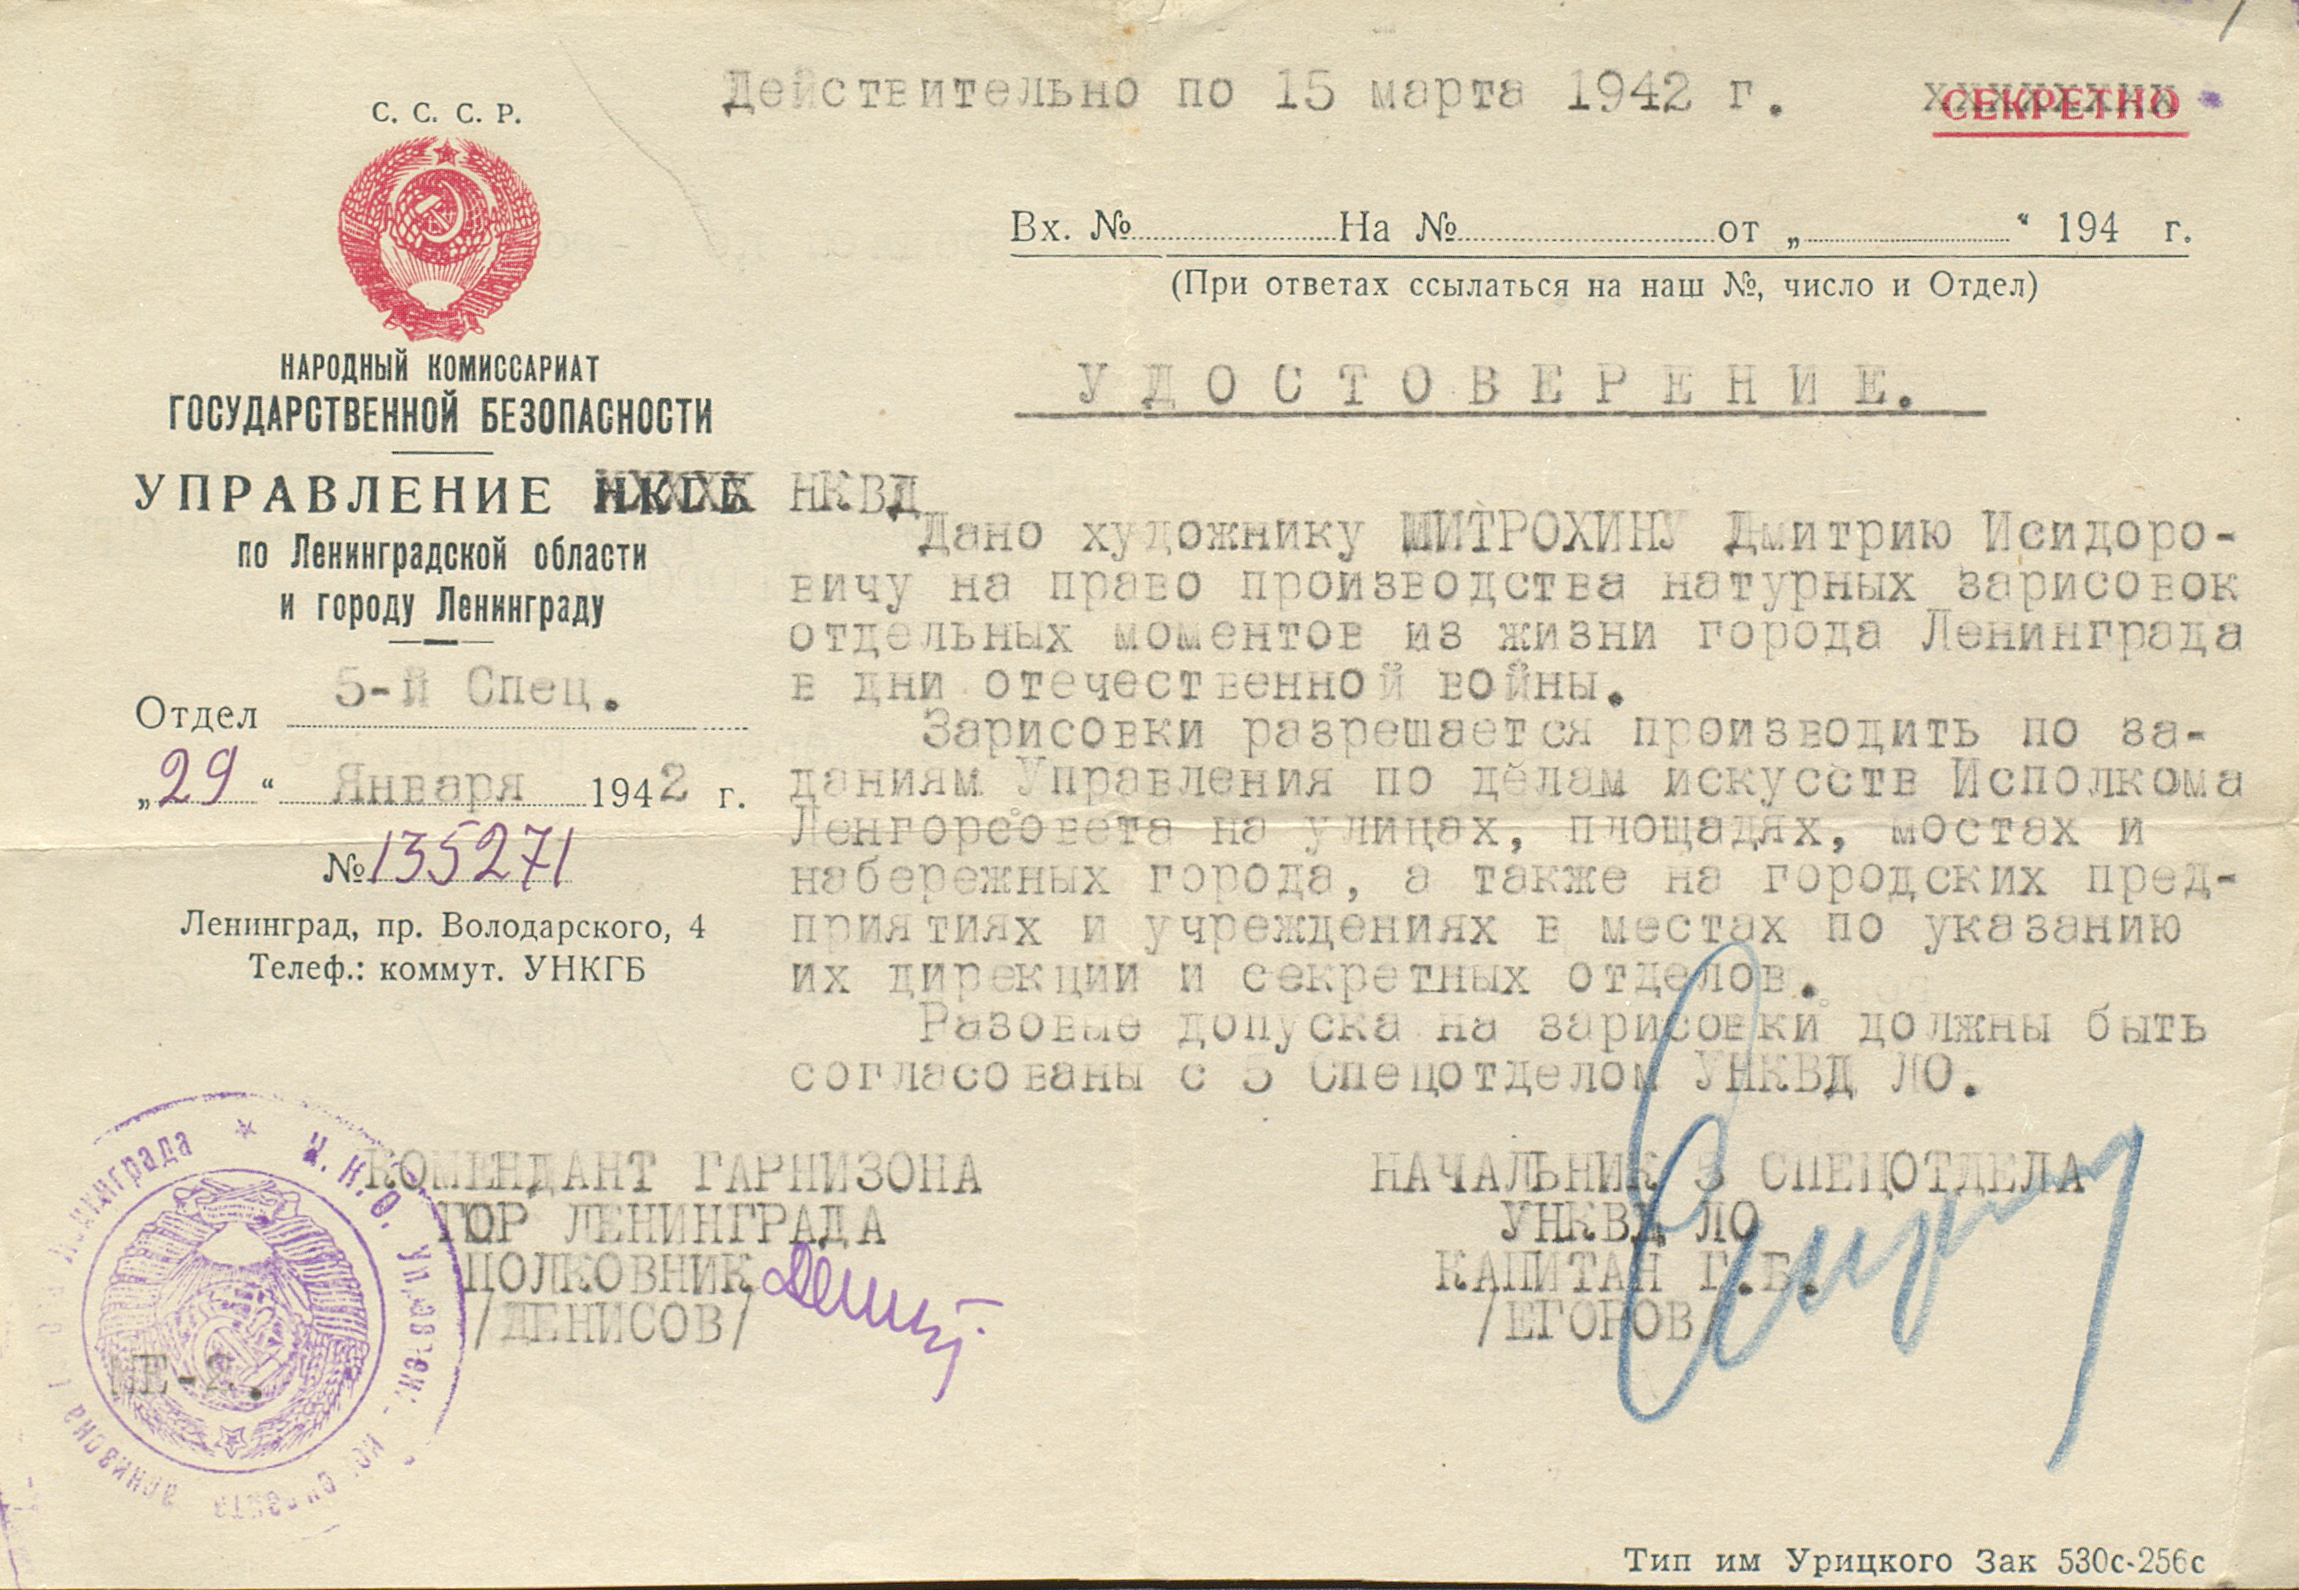 Действительно по 15 марта 1942 г.
СЕКРЕТНО
С. С. С. Р.
НАРОДНЫЙ КОМИССАРИАТ
ГОСУДАРСТВЕННОЙ БЕЗОПАСНОСТИ
УПРАВЛЕНИЕ НКГБ НКВД
по Ленинградской области
и городу Ленинграду
Отдел 5-й Спец.
„29“ Января 1942 г.
№ 135271
Ленинград, пр. Володарского, 4
Телеф.: коммут. УНКГБ
Вх. № На № от „ “ 194 г.
(При ответах ссылаться на наш №, число и Отдел)
УДОСТОВЕРЕНИЕ.
Дано художнику МИТРОХИНУ Дмитрию Исидоро-
вичу на право производства натурных зарисовок
отдельных моментов из жизни города Ленинграда
в дни отечественной войны.
Зарисовки разрешается производить по за-
даниям Управления по делам искусств Исполкома
Ленгорсовета на улицах, площадях, мостах и
набережных города, а также на городских пред-
приятиях и учреждениях в местах по указанию
их дирекции и секретных отделов.
Разовые допуска на зарисовки должны быть
согласованы с 5 Спецотделом УНКВД ЛО.
КОМЕНДАНТ ГАРНИЗОНА
ГОР ЛЕНИНГРАДА
ПОЛКОВНИК
/ДЕНИСОВ/
НАЧАЛЬНИК 5 СПЕЦОТДЕЛА
УНКВД ЛО
КАПИТАН Г.Б.
/ЕГОРОВ/
Н. К. О. Ленинграда
Тип им Урицкого Зак 530с-256с